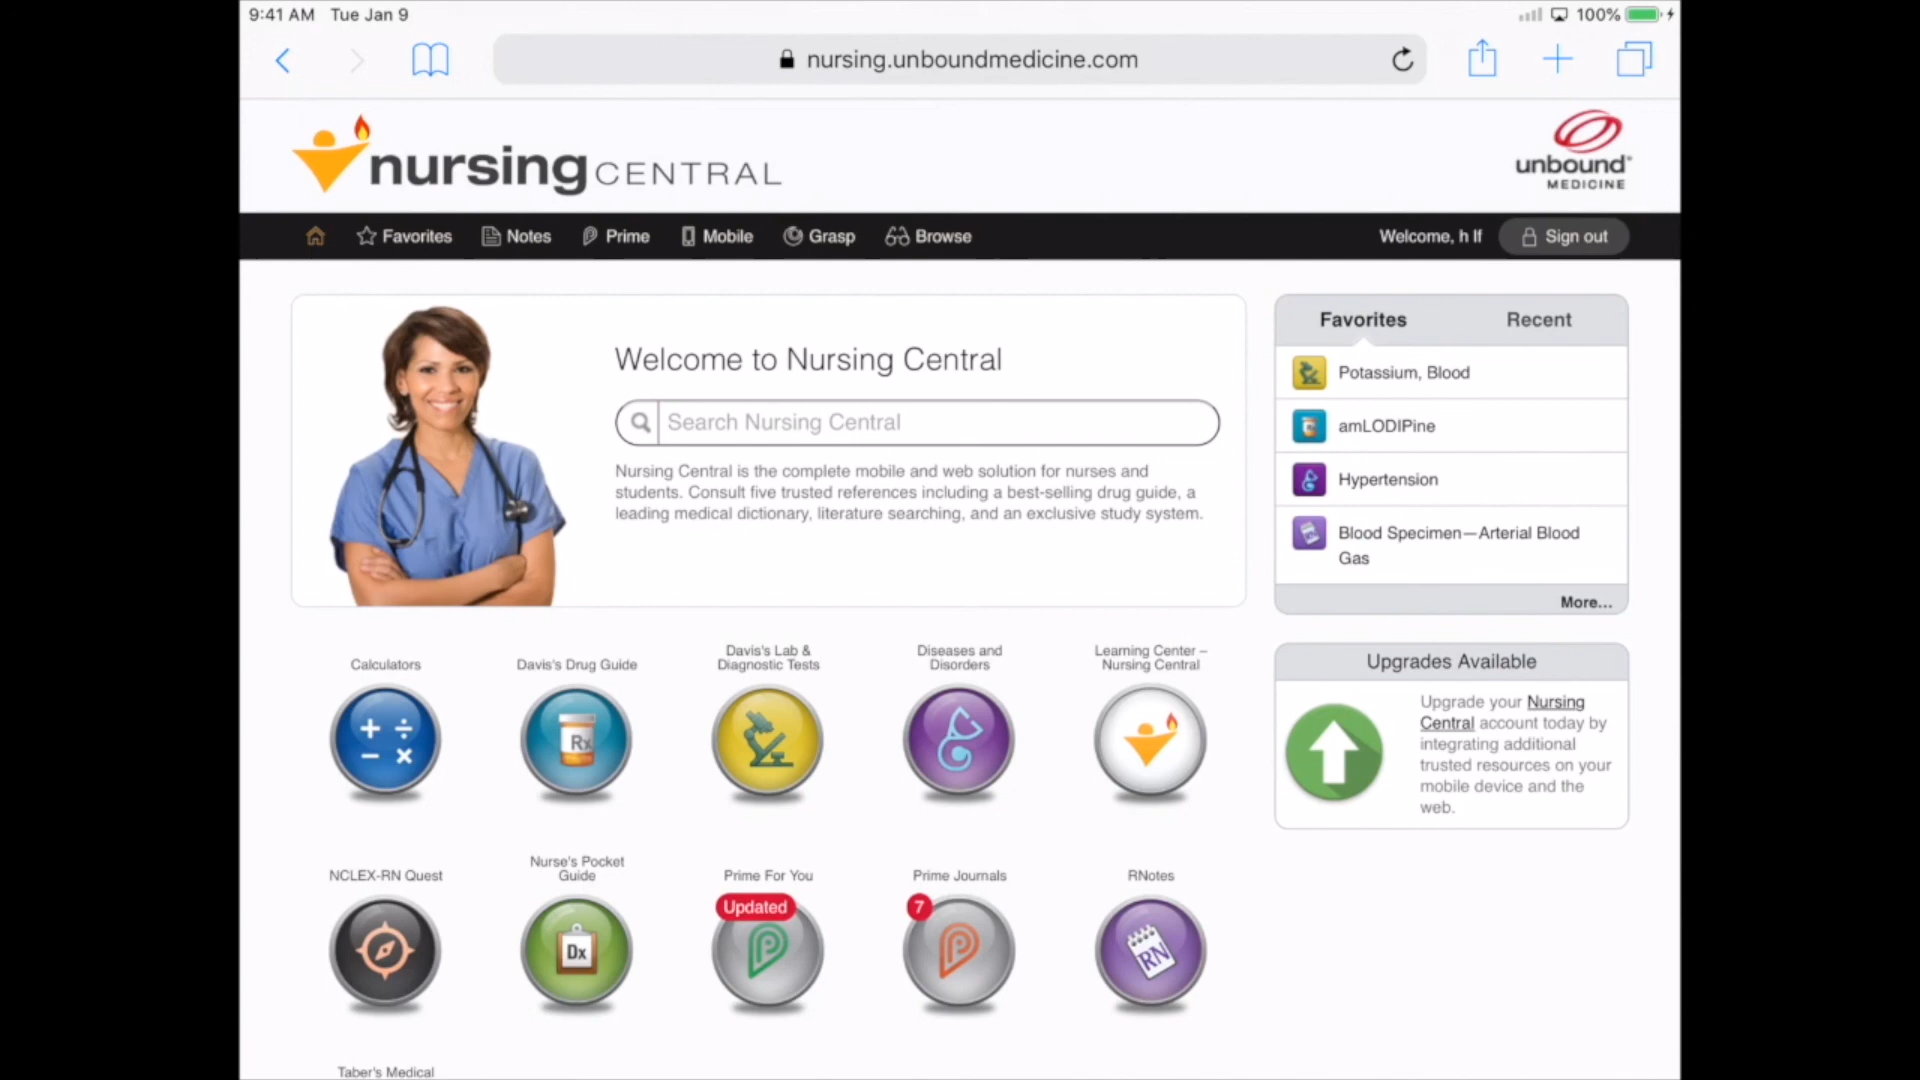 9:41 AM Tue Jan 9
100%
nursing.unboundmedicine.com
nursing CENTRAL
unbound®
MEDICINE
Favorites Notes Prime Mobile Grasp Browse
Welcome, h lf Sign out
Welcome to Nursing Central
Search Nursing Central
Nursing Central is the complete mobile and web solution for nurses and
students. Consult five trusted references including a best-selling drug guide, a
leading medical dictionary, literature searching, and an exclusive study system.
Favorites Recent
Potassium, Blood
amLODIPine
Hypertension
Blood Specimen—Arterial Blood
Gas
More...
Upgrades Available
Upgrade your Nursing
Central account today by
integrating additional
trusted resources on your
mobile device and the
web.
Calculators
Davis's Drug Guide
Rx
Davis's Lab &
Diagnostic Tests
Diseases and
Disorders
Learning Center –
Nursing Central
NCLEX-RN Quest
Nurse's Pocket
Guide
Dx
Prime For You
Updated
Prime Journals
7
RNotes
RN
Taber's Medical